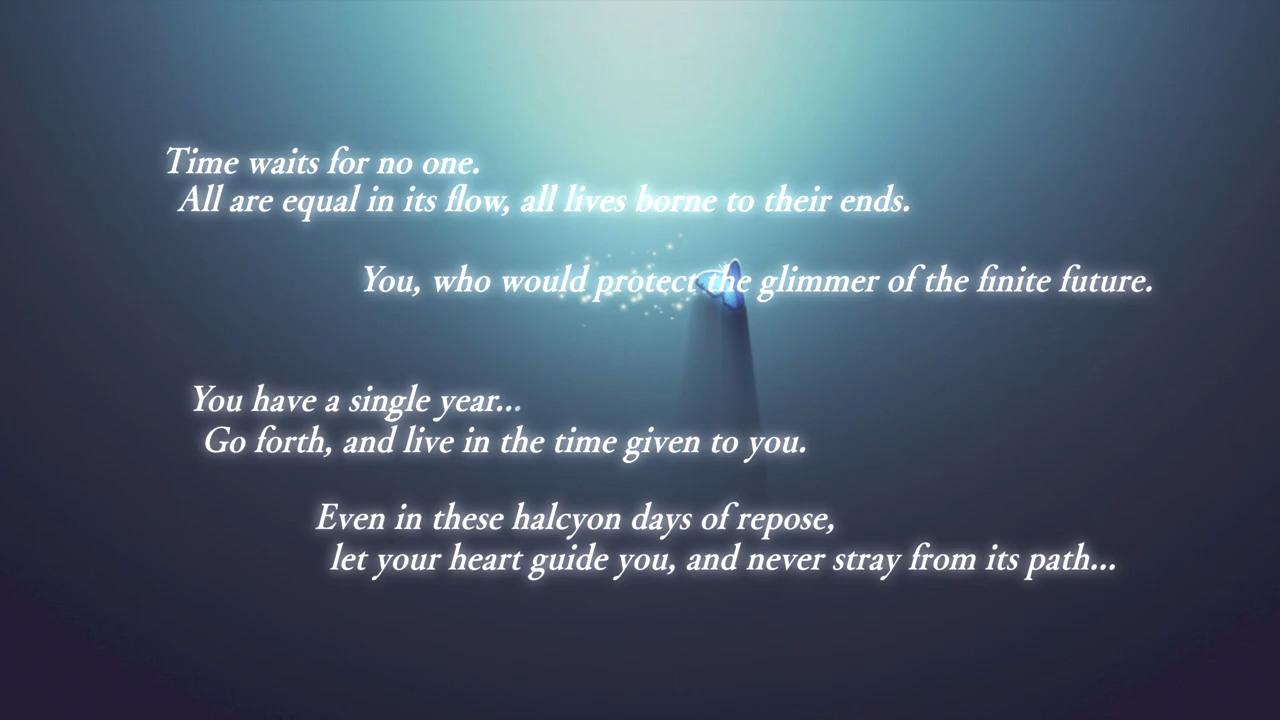 Time waits for no one.
All are equal in its flow, all lives borne to their ends.
You, who would protect the glimmer of the finite future.
You have a single year...
Go forth, and live in the time given to you.
Even in these halcyon days of repose,
let your heart guide you, and never stray from its path...